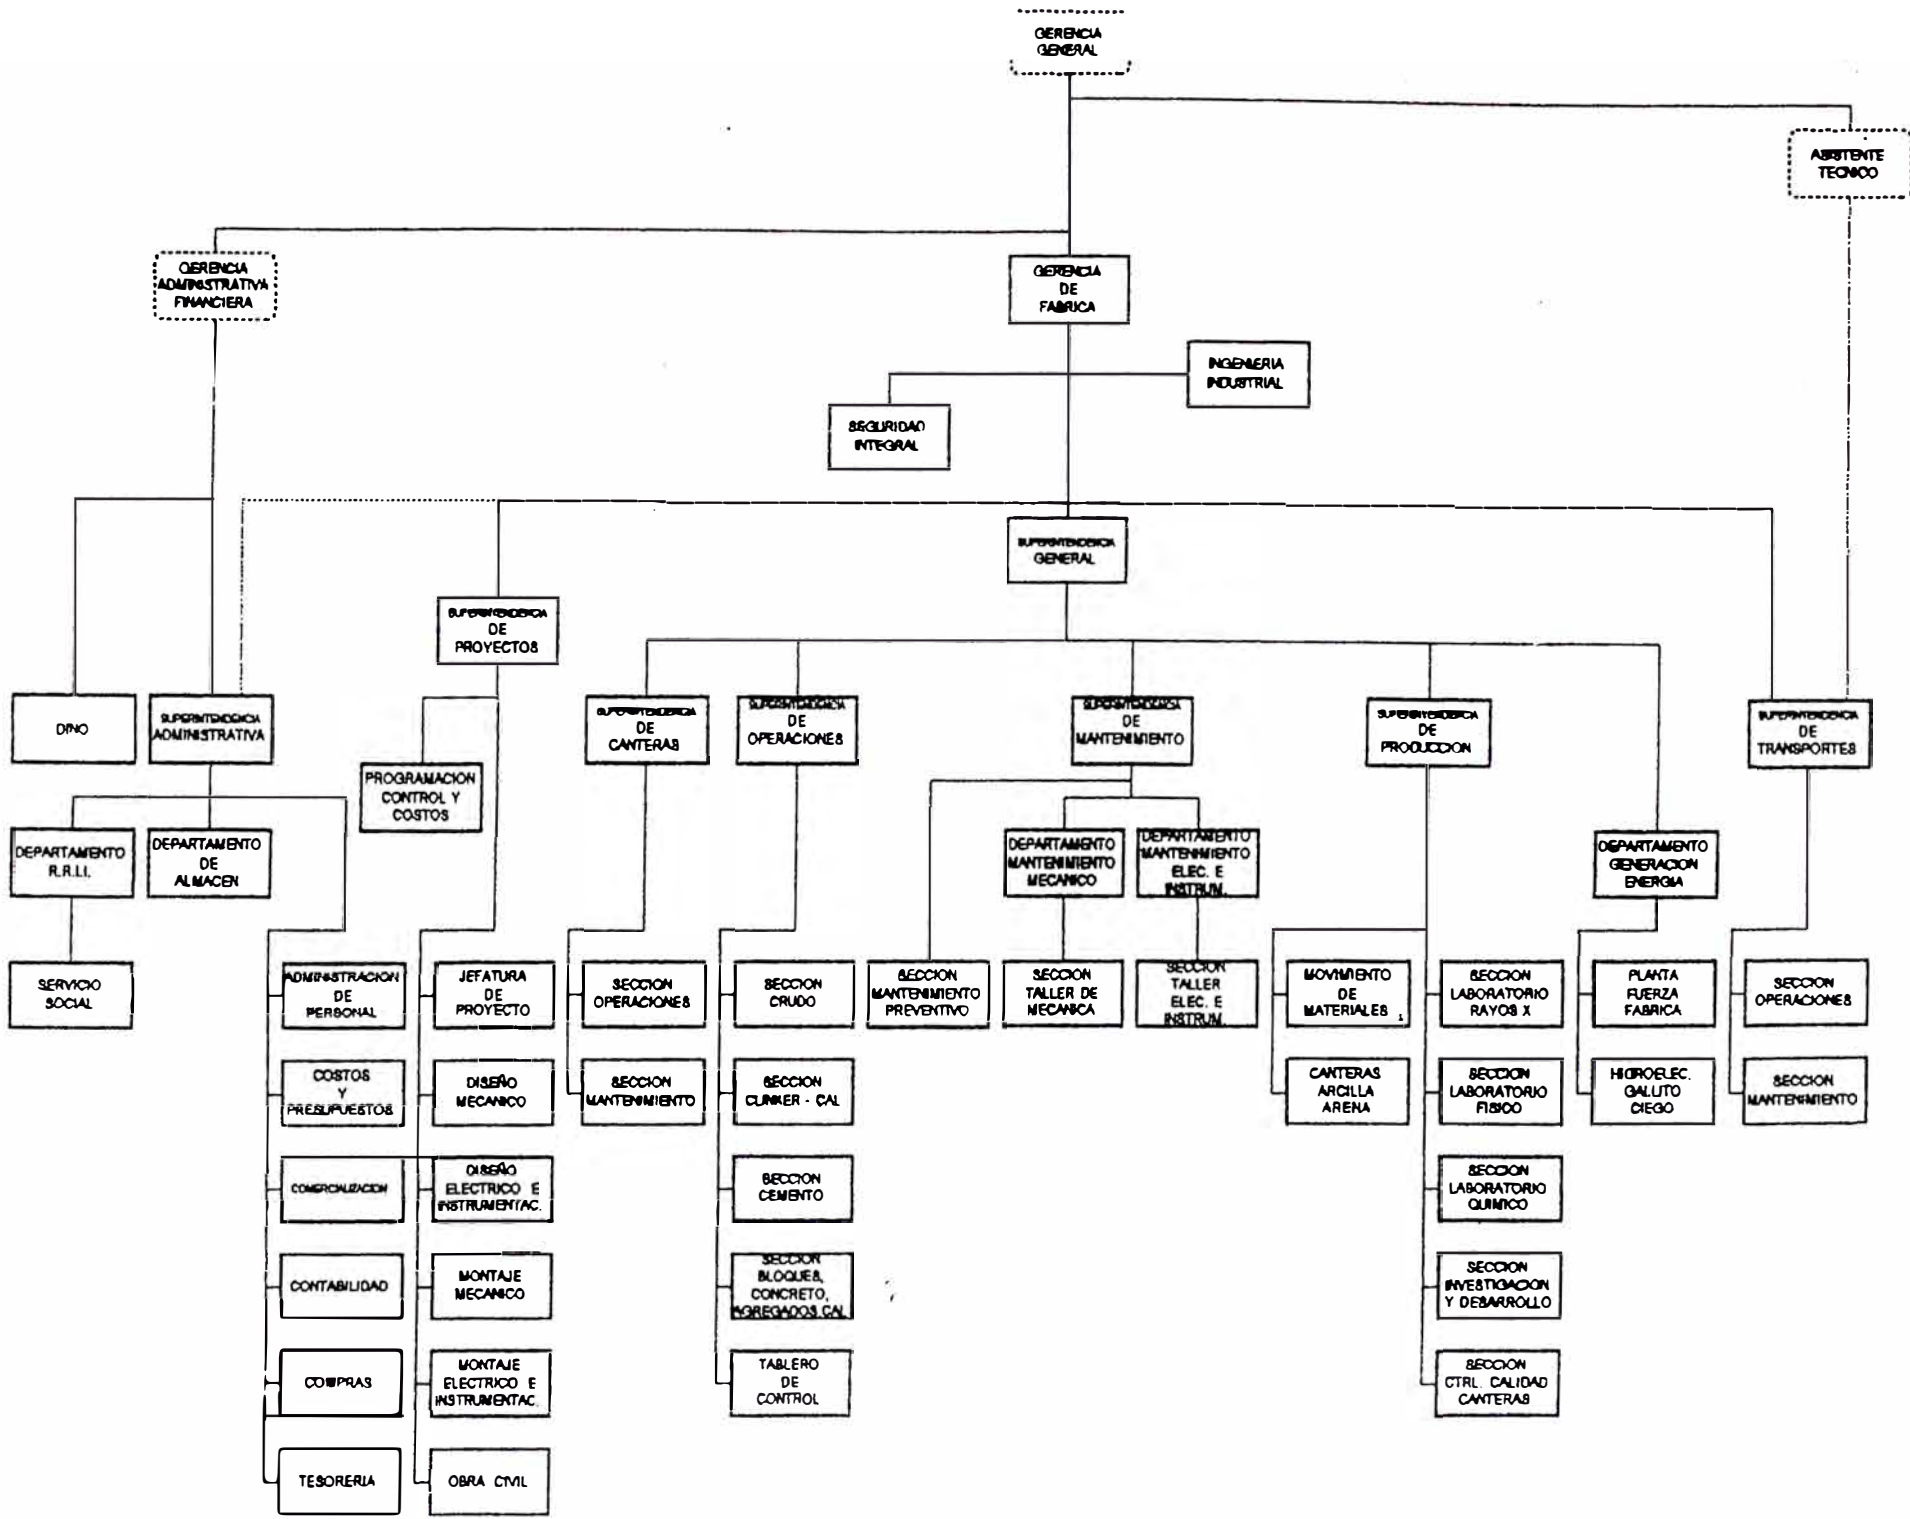 GERENCIA
GENERAL
ASISTENTE
TECNICO
GERENCIA
ADMINISTRATIVA
FINANCIERA
GERENCIA
DE
FABRICA
INGENIERIA
INDUSTRIAL
SEGURIDAD
INTEGRAL
SUPERINTENDENCIA
GENERAL
SUPERINTENDENCIA
DE
PROYECTOS
DINO
SUPERINTENDENCIA
ADMINISTRATIVA
SUPERINTENDENCIA
DE
CANTERAS
SUPERINTENDENCIA
DE
OPERACIONES
SUPERINTENDENCIA
DE
MANTENIMIENTO
SUPERINTENDENCIA
DE
PRODUCCION
SUPERINTENDENCIA
DE
TRANSPORTES
PROGRAMACION
CONTROL Y
COSTOS
DEPARTAMENTO
R.R.I.I.
DEPARTAMENTO
DE
ALMACEN
DEPARTAMENTO
MANTENIMIENTO
MECANICO
DEPARTAMENTO
MANTENIMIENTO
ELEC. E
INSTRUM.
DEPARTAMENTO
GENERACION
ENERGIA
SERVICIO
SOCIAL
ADMINISTRACION
DE
PERSONAL
JEFATURA
DE
PROYECTO
SECCION
OPERACIONES
SECCION
CRUDO
SECCION
MANTENIMIENTO
PREVENTIVO
SECCION
TALLER DE
MECANICA
SECCION
TALLER
ELEC. E
INSTRUM.
MOVIMIENTO
DE
MATERIALES
SECCION
LABORATORIO
RAYOS X
PLANTA
FUERZA
FABRICA
SECCION
OPERACIONES
COSTOS
Y
PRESUPUESTOS
DISEÑO
MECANICO
SECCION
MANTENIMIENTO
SECCION
CLINKER - CAL
CANTERAS
ARCILLA
ARENA
SECCION
LABORATORIO
FISICO
HIDROELEC.
GALLITO
CIEGO
SECCION
MANTENIMIENTO
COMERCIALIZACION
DISEÑO
ELECTRICO E
INSTRUMENTAC.
SECCION
CEMENTO
SECCION
LABORATORIO
QUIMICO
CONTABILIDAD
MONTAJE
MECANICO
SECCION
BLOQUES,
CONCRETO,
AGREGADOS.CAL
SECCION
INVESTIGACION
Y DESARROLLO
COMPRAS
MONTAJE
ELECTRICO E
INSTRUMENTAC.
TABLERO
DE
CONTROL
SECCION
CTRL. CALIDAD
CANTERAS
TESORERIA
OBRA CIVIL